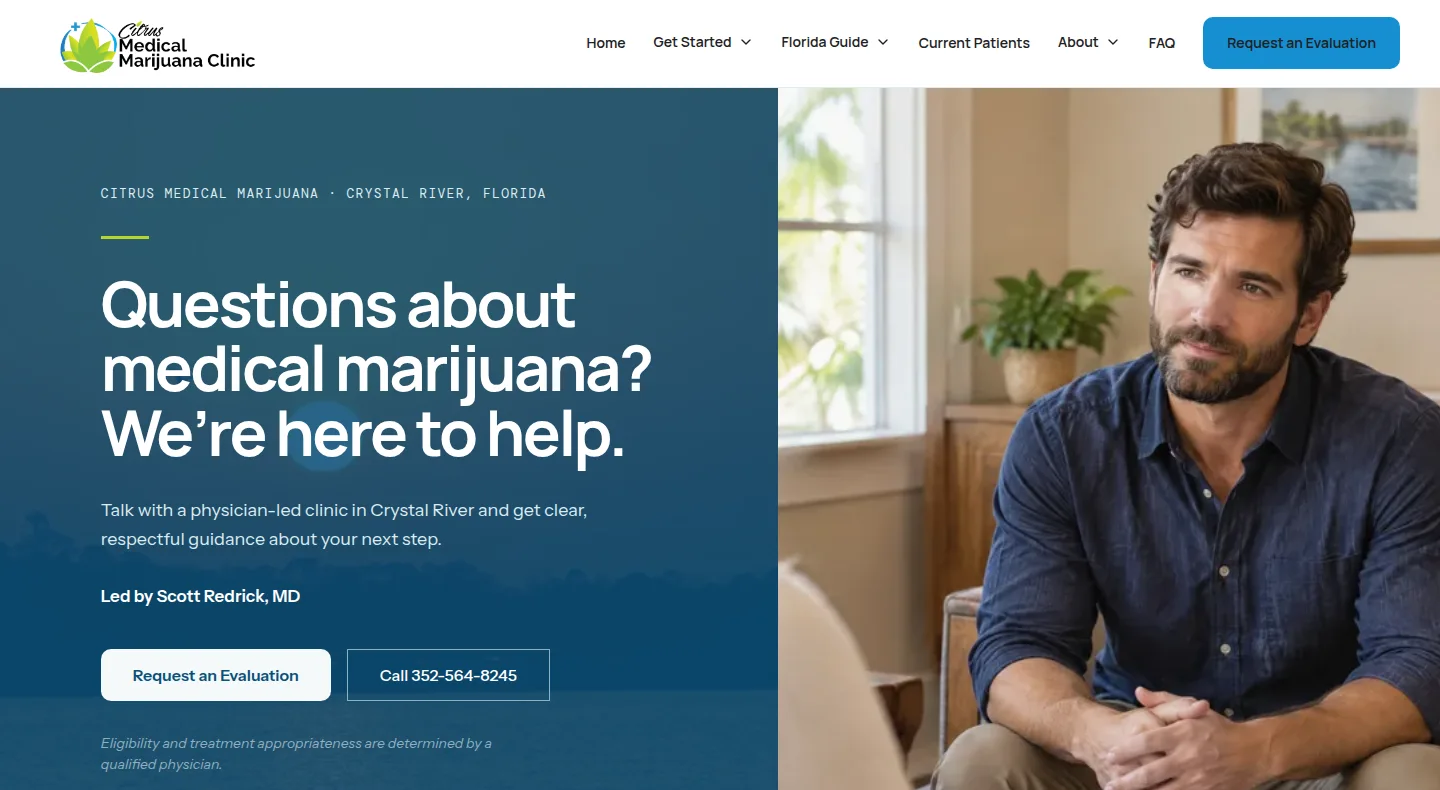 Citrus
Medical
Marijuana Clinic
Home
Get Started
Florida Guide
Current Patients
About
FAQ
Request an Evaluation
CITRUS MEDICAL MARIJUANA · CRYSTAL RIVER, FLORIDA
Questions about
medical marijuana?
We’re here to help.
Talk with a physician-led clinic in Crystal River and get clear,
respectful guidance about your next step.
Led by Scott Redrick, MD
Request an Evaluation
Call 352-564-8245
Eligibility and treatment appropriateness are determined by a
qualified physician.